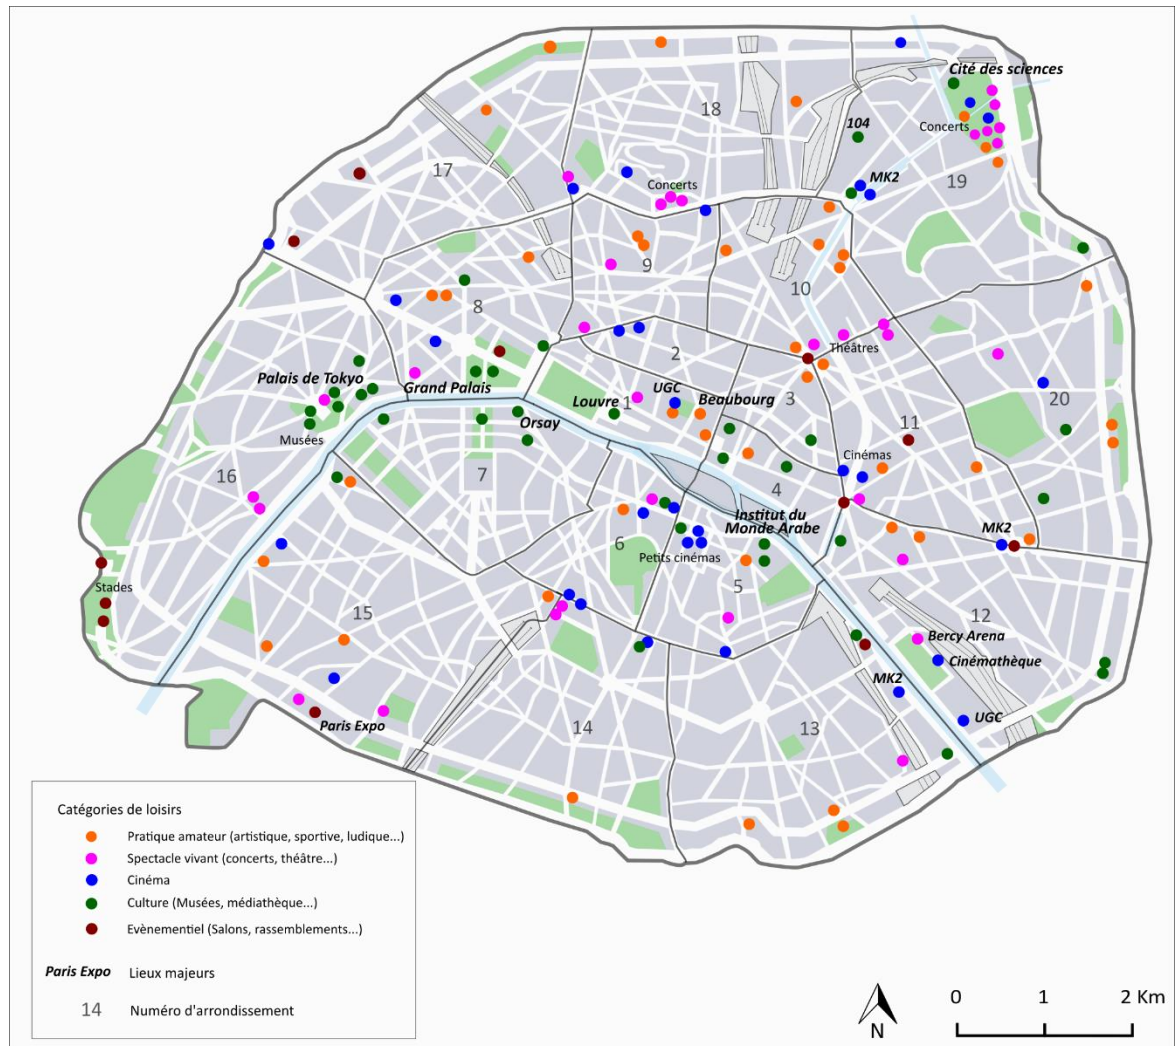 Cité des sciences
18
104
Concerts
17
MK2
19
Concerts
9
10
8
Théâtres
2
Palais de Tokyo
Grand Palais
UGC
Louvre
1
Beaubourg
3
Orsay
20
11
Musées
Cinémas
16
7
4
Institut du
Monde Arabe
MK2
6
Petits cinémas
5
Stades
15
12
Bercy Arena
Cinémathèque
MK2
UGC
Paris Expo
14
13
Catégories de loisirs
Pratique amateur (artistique, sportive, ludique...)
Spectacle vivant (concerts, théâtre...)
Cinéma
Culture (Musées, médiathèque...)
Evènementiel (Salons, rassemblements...)
Paris Expo Lieux majeurs
14 Numéro d'arrondissement
N
0 1 2 Km